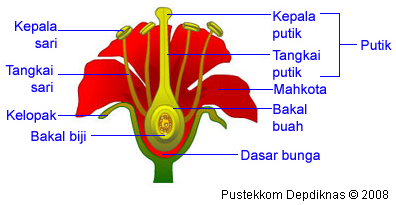 Kepala
sari
Tangkai
sari
Kelopak
Bakal biji
Kepala
putik
Tangkai
putik
Putik
Mahkota
Bakal
buah
Dasar bunga
Pustekkom Depdiknas © 2008